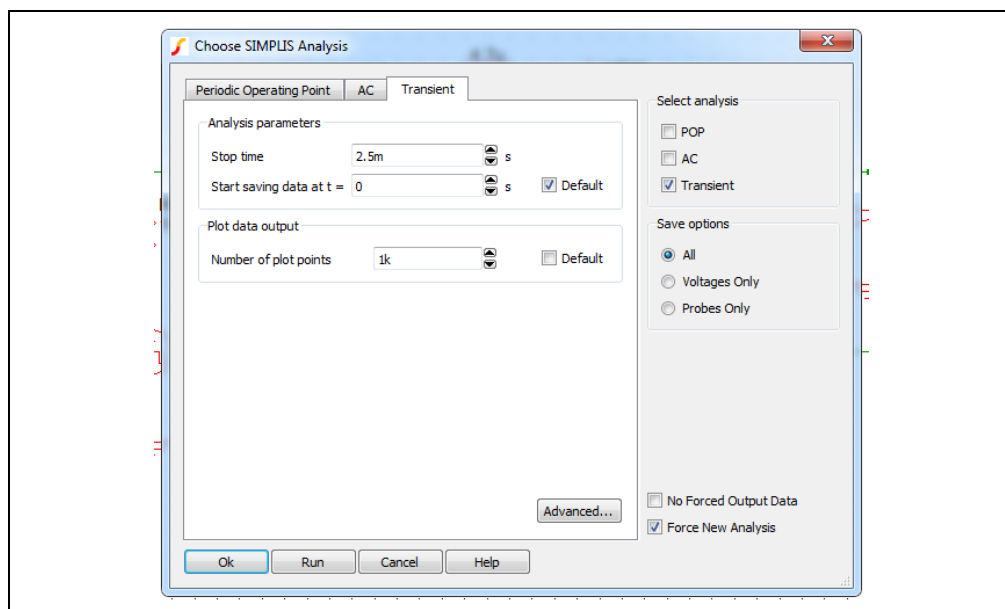 Choose SIMPLIS Analysis
Periodic Operating Point AC Transient
Analysis parameters
Stop time 2.5m s
Start saving data at t = 0 s Default
Plot data output
Number of plot points 1k Default
Advanced...
Select analysis
POP
AC
Transient
Save options
All
Voltages Only
Probes Only
No Forced Output Data
Force New Analysis
Ok Run Cancel Help